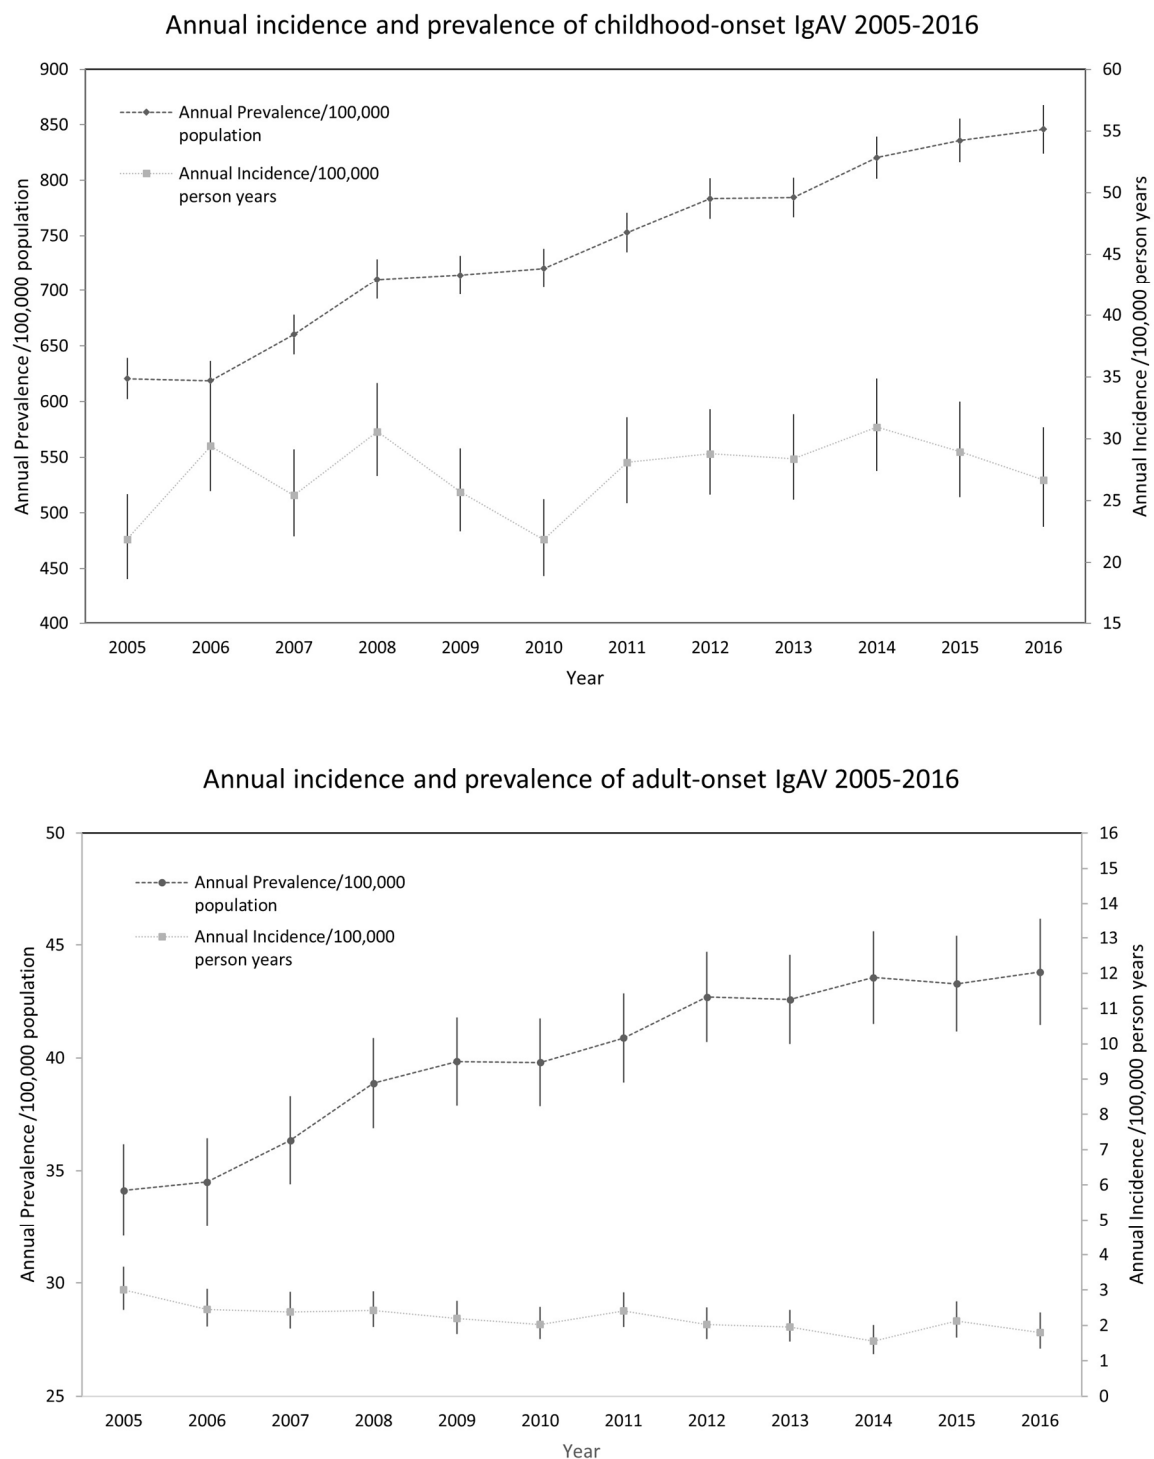 Annual incidence and prevalence of childhood-onset IgAV 2005-2016
Annual Prevalence/100,000
population
Annual Incidence/100,000
person years
Annual Prevalence /100,000 population
900
850
800
750
700
650
600
550
500
450
400
60
55
50
45
40
35
30
25
20
15
Annual Incidence /100,000 person years
2005 2006 2007 2008 2009 2010 2011 2012 2013 2014 2015 2016
Year
Annual incidence and prevalence of adult-onset IgAV 2005-2016
Annual Prevalence/100,000
population
Annual Incidence/100,000
person years
Annual Prevalence /100,000 population
50
45
40
35
30
25
16
15
14
13
12
11
10
9
8
7
6
5
4
3
2
1
0
Annual Incidence /100,000 person years
2005 2006 2007 2008 2009 2010 2011 2012 2013 2014 2015 2016
Year